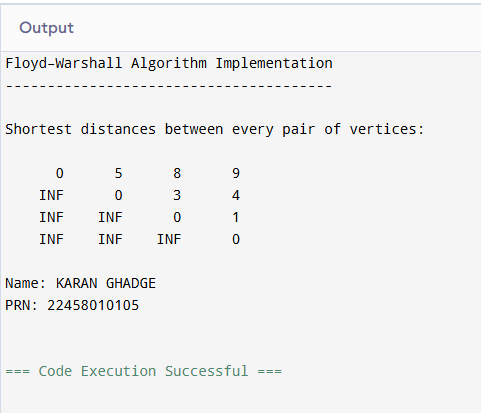 Output
Floyd–Warshall Algorithm Implementation
---------------------------------------
Shortest distances between every pair of vertices:
0 5 8 9
INF 0 3 4
INF INF 0 1
INF INF INF 0
Name: KARAN GHADGE
PRN: 22458010105
=== Code Execution Successful ===